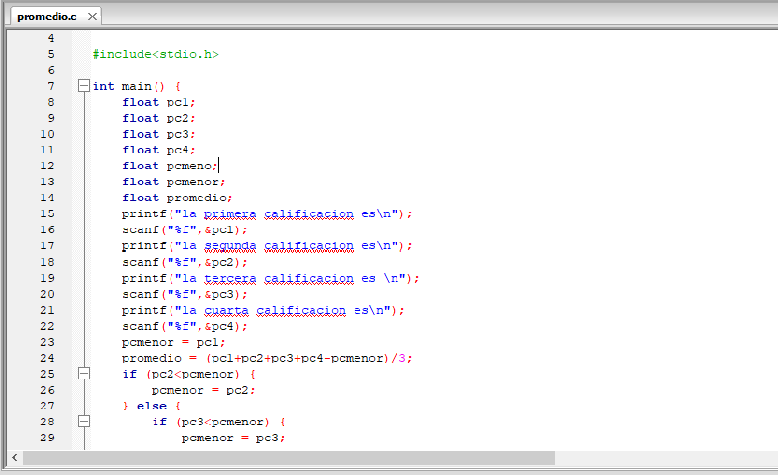 promedio.c
4
5 #include<stdio.h>
6
7 int main() {
8 float pc1;
9 float pc2;
10 float pc3;
11 float pc4;
12 float pcmeno;
13 float pcmenor;
14 float promedio;
15 printf("la primera calificacion es\n");
16 scanf("%f",&pc1);
17 printf("la segunda calificacion es\n");
18 scanf("%f",&pc2);
19 printf("la tercera calificacion es \n");
20 scanf("%f",&pc3);
21 printf("la cuarta calificacion es\n");
22 scanf("%f",&pc4);
23 pcmenor = pc1;
24 promedio = (pc1+pc2+pc3+pc4-pcmenor)/3;
25 if (pc2<pcmenor) {
26 pcmenor = pc2;
27 } else {
28 if (pc3<pcmenor) {
29 pcmenor = pc3;